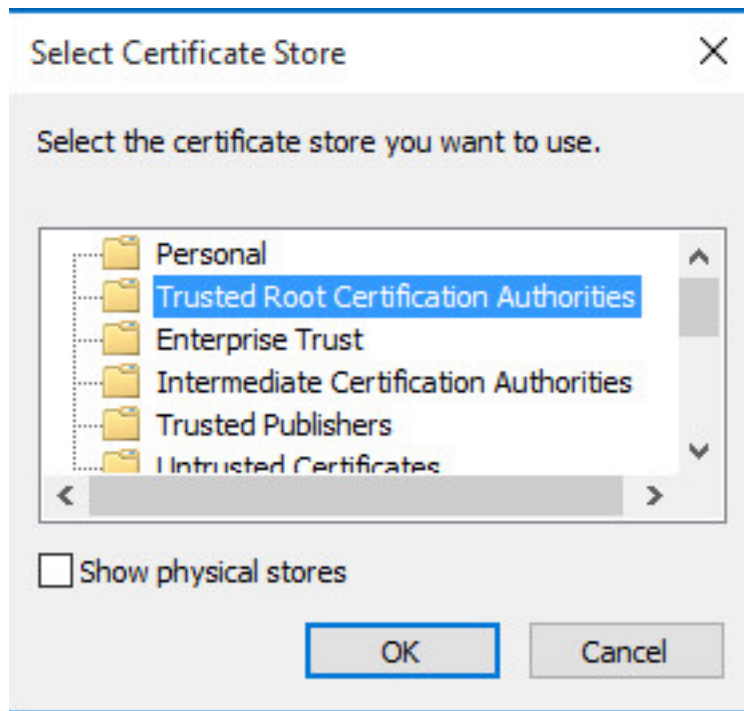 Select Certificate Store
Select the certificate store you want to use.
Personal
Trusted Root Certification Authorities
Enterprise Trust
Intermediate Certification Authorities
Trusted Publishers
Untrusted Certificates
Show physical stores
OK
Cancel